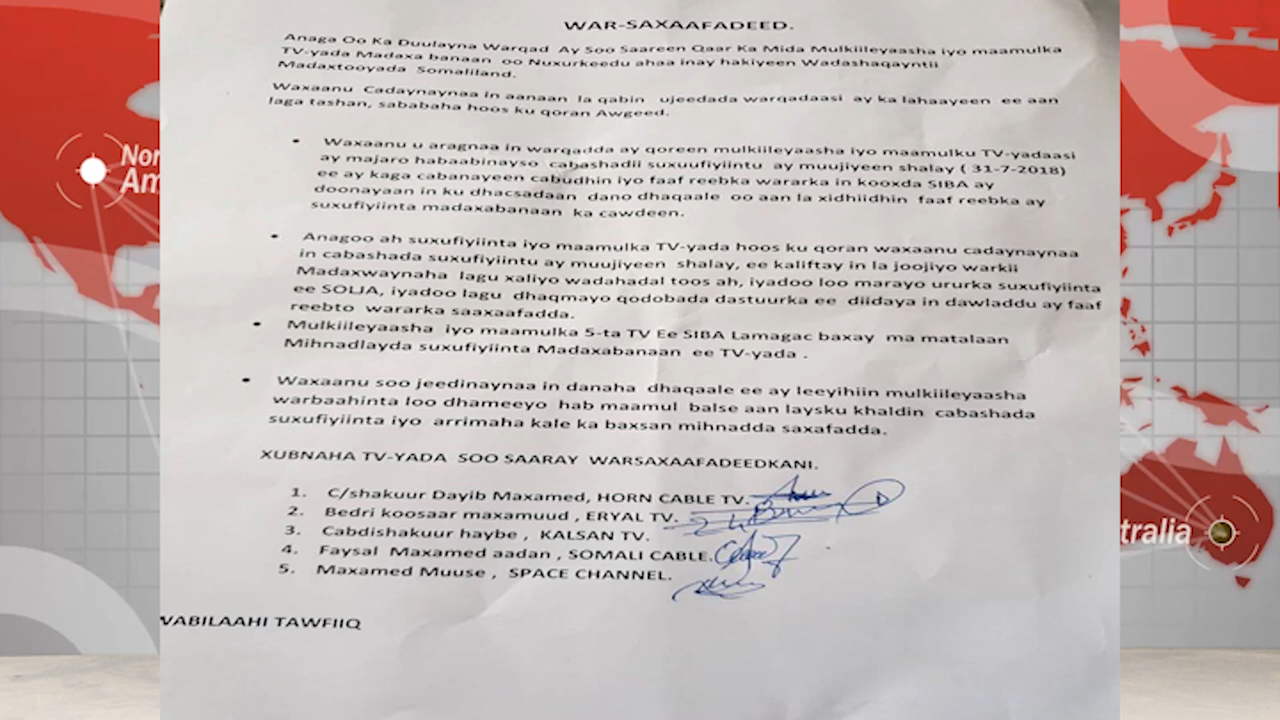 WAR-SAXAAFADEED.
Anaga Oo Ka Duulayna Warqad Ay Soo Saareen Qaar Ka Mida Mulkiileyaasha iyo maamulka
TV-yada Madaxa banaan oo Nuxurkeedu ahaa inay hakiyeen Wadashaqayntii
Madaxtooyada Somaliland.
Waxaanu Cadaynaynaa in aanaan la qabin ujeedada warqadaasi ay ka lahaayeen ee aan
laga tashan, sababaha hoos ku qoran Awgeed.
• Waxaanu u aragnaa in warqadda ay qoreen mulkiileyaasha iyo maamulku TV-yadaasi
ay majaro habaabinayso cabashadii suxuufiyiintu ay muujiyeen shalay ( 31-7-2018)
ee ay kaga cabanayeen cabudhin iyo faaf reebka wararka in kooxda SIBA ay
doonayaan in ku dhacsadaan dano dhaqaale oo aan la xidhiidhin faaf reebka ay
suxufiyiinta madaxabanaan ka cawdeen.
• Anagoo ah suxufiyiinta iyo maamulka TV-yada hoos ku qoran waxaanu cadaynaynaa
in cabashada suxufiyiintu ay muujiyeen shalay, ee kaliftay in la joojiyo warkii
Madaxwaynaha lagu xaliyo wadahadal toos ah, iyadoo loo marayo ururka suxufiyiinta
ee SOLJA, iyadoo lagu dhaqmayo qodobada dastuurka ee diidaya in dawladdu ay faaf
reebto wararka saaxaafadda.
• Mulkiileyaasha iyo maamulka 5-ta TV Ee SIBA Lamagac baxay ma matalaan
Mihnadlayda suxufiyiinta Madaxabanaan ee TV-yada .
• Waxaanu soo jeedinaynaa in danaha dhaqaale ee ay leeyihiin mulkiileyaasha
warbaahinta loo dhameeyo hab maamul balse aan laysku khaldin cabashada
suxufiyiinta iyo arrimaha kale ka baxsan mihnadda saxafadda.
XUBNAHA TV-YADA SOO SAARAY WARSAXAAFADEEDKANI.
1. C/shakuur Dayib Maxamed, HORN CABLE TV.
2. Bedri koosaar maxamuud , ERYAL TV.
3. Cabdishakuur haybe , KALSAN TV.
4. Faysal Maxamed aadan , SOMALI CABLE.
5. Maxamed Muuse , SPACE CHANNEL.
WABILAAHI TAWFIIQ
Nor
Am
tralia